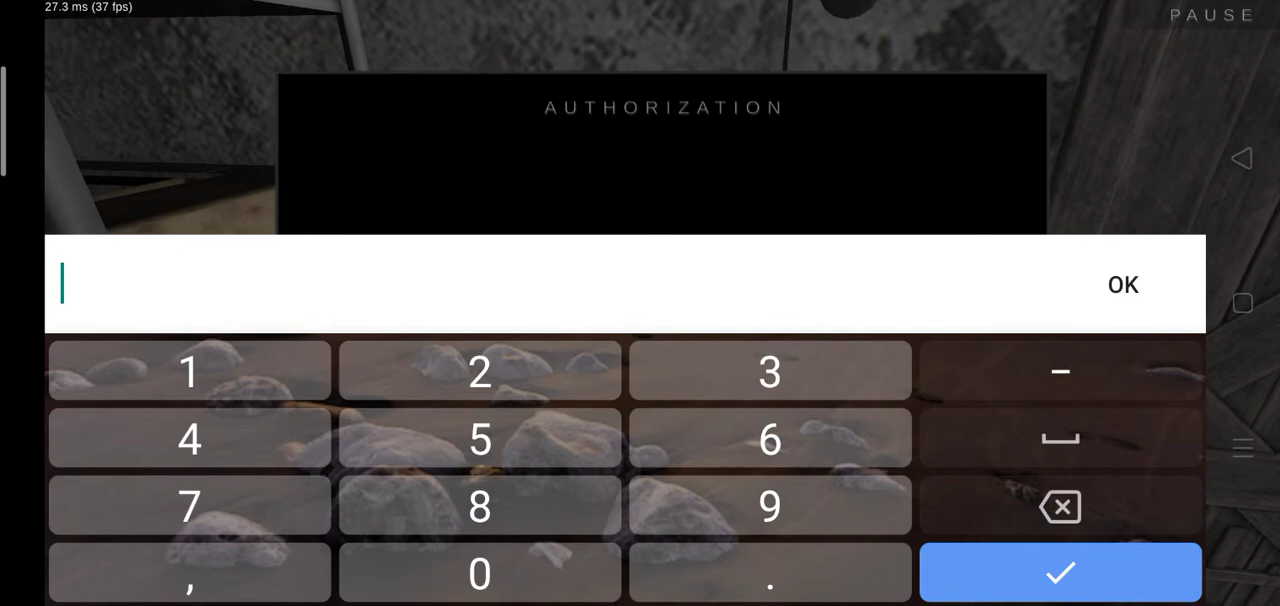 27.3 ms (37 fps)
PAUSE
AUTHORIZATION
OK
1 2 3 -
4 5 6
7 8 9
, 0 .